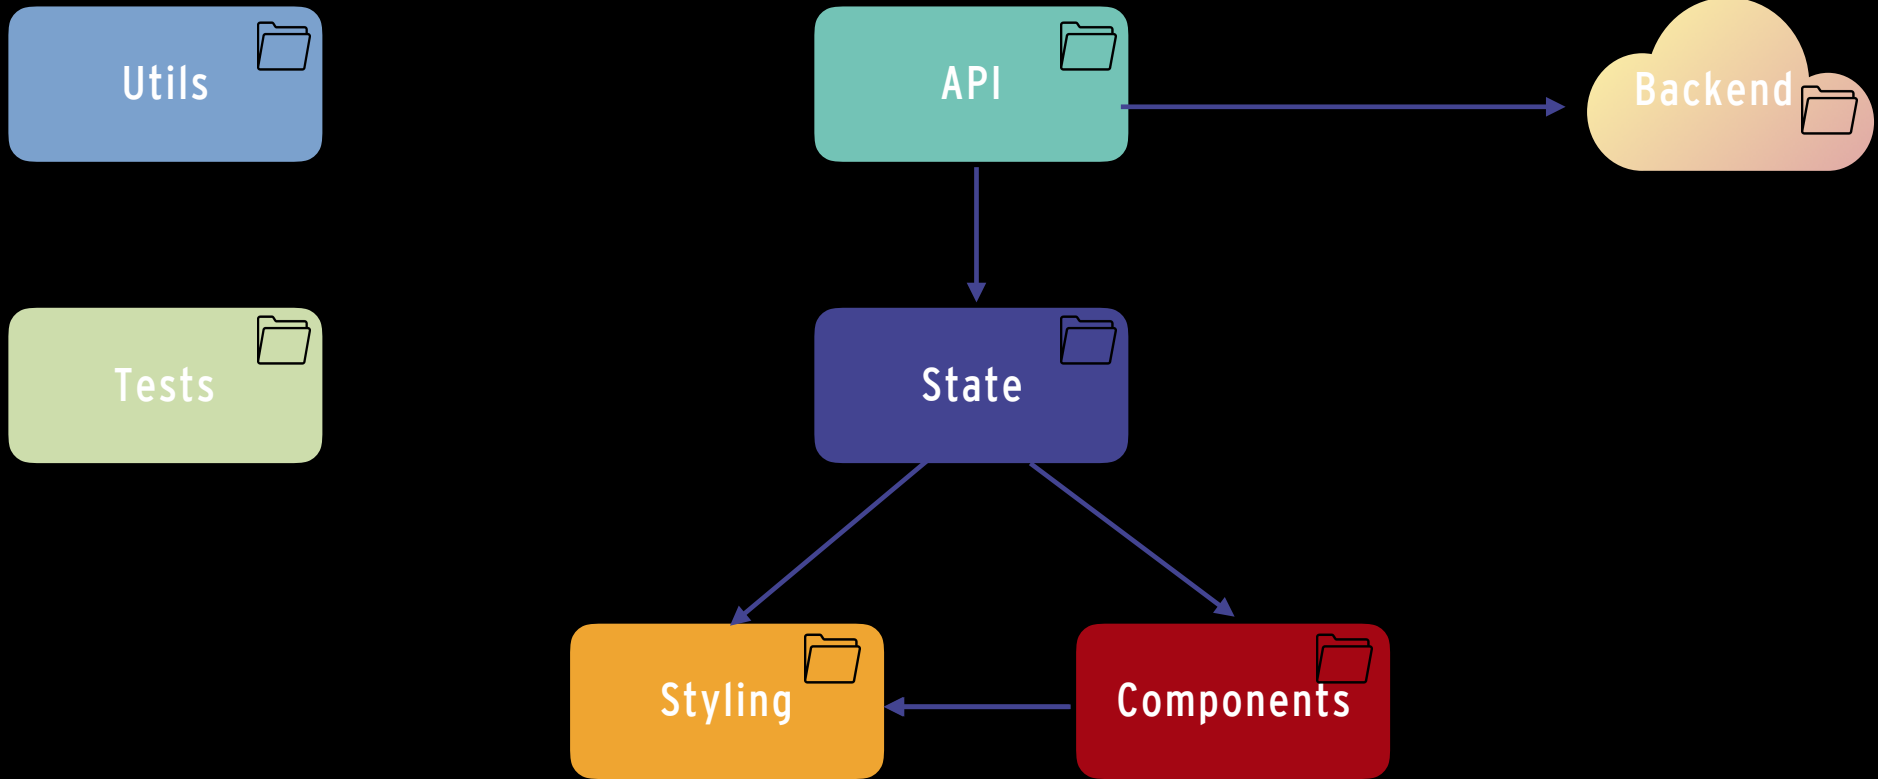 Utils
API
Backend
Tests
State
Styling
Components